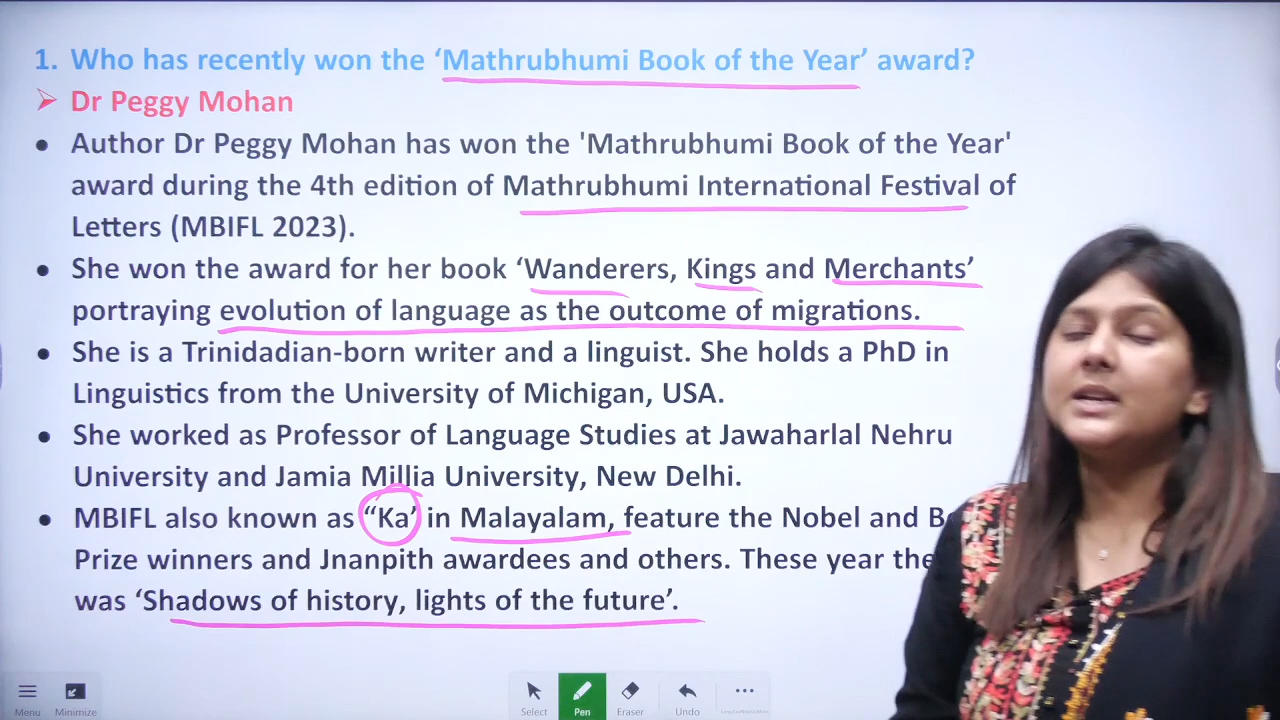 1. Who has recently won the ‘Mathrubhumi Book of the Year’ award?
➢ Dr Peggy Mohan
• Author Dr Peggy Mohan has won the 'Mathrubhumi Book of the Year'
award during the 4th edition of Mathrubhumi International Festival of
Letters (MBIFL 2023).
• She won the award for her book ‘Wanderers, Kings and Merchants’
portraying evolution of language as the outcome of migrations.
• She is a Trinidadian-born writer and a linguist. She holds a PhD in
Linguistics from the University of Michigan, USA.
• She worked as Professor of Language Studies at Jawaharlal Nehru
University and Jamia Millia University, New Delhi.
• MBIFL also known as “Ka’ in Malayalam, feature the Nobel and
Prize winners and Jnanpith awardees and others. These year
was ‘Shadows of history, lights of the future’.
Menu Minimize Select Pen Eraser Undo